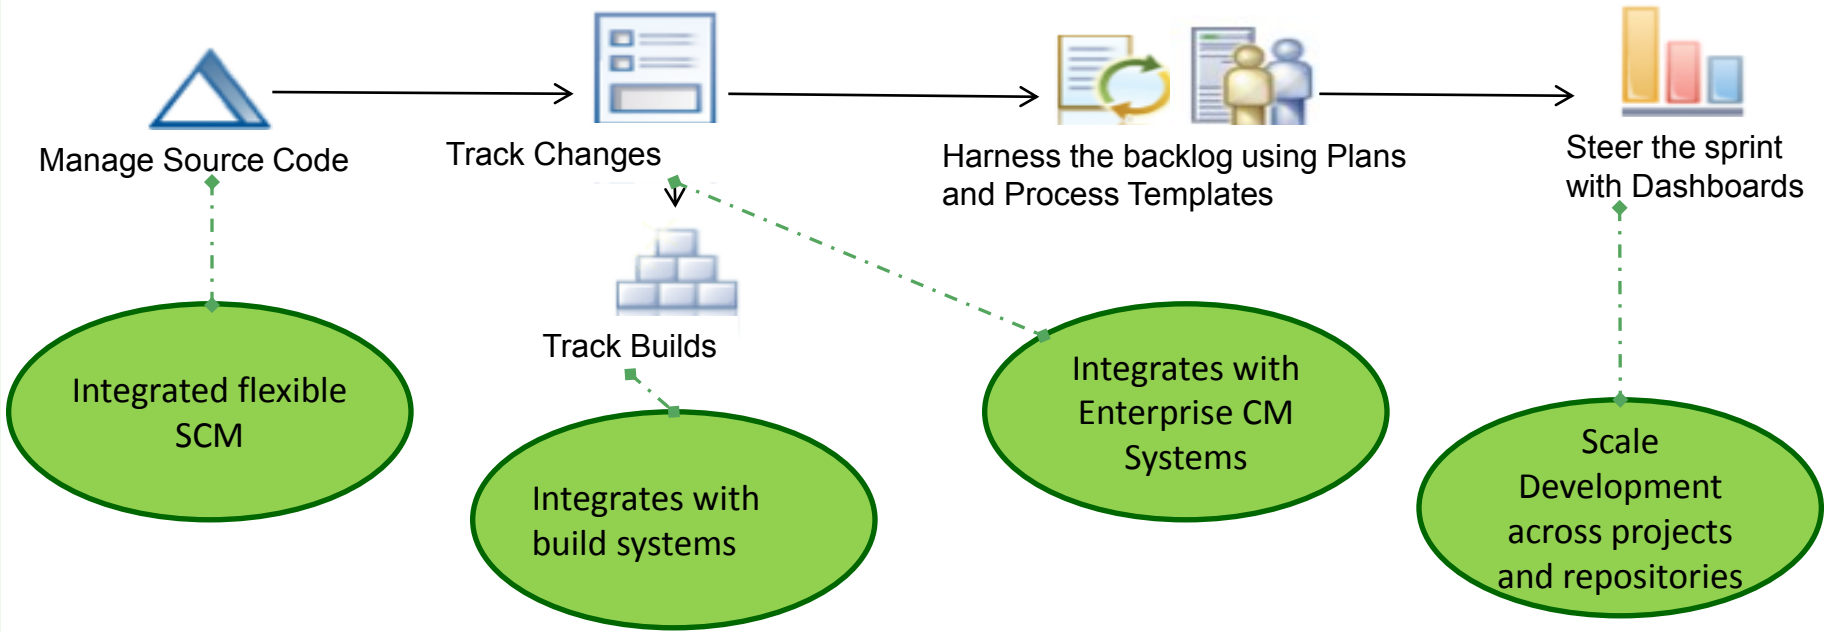 Manage Source Code
Track Changes
Harness the backlog using Plans
and Process Templates
Steer the sprint
with Dashboards
Track Builds
Integrated flexible
SCM
Integrates with
build systems
Integrates with
Enterprise CM
Systems
Scale
Development
across projects
and repositories